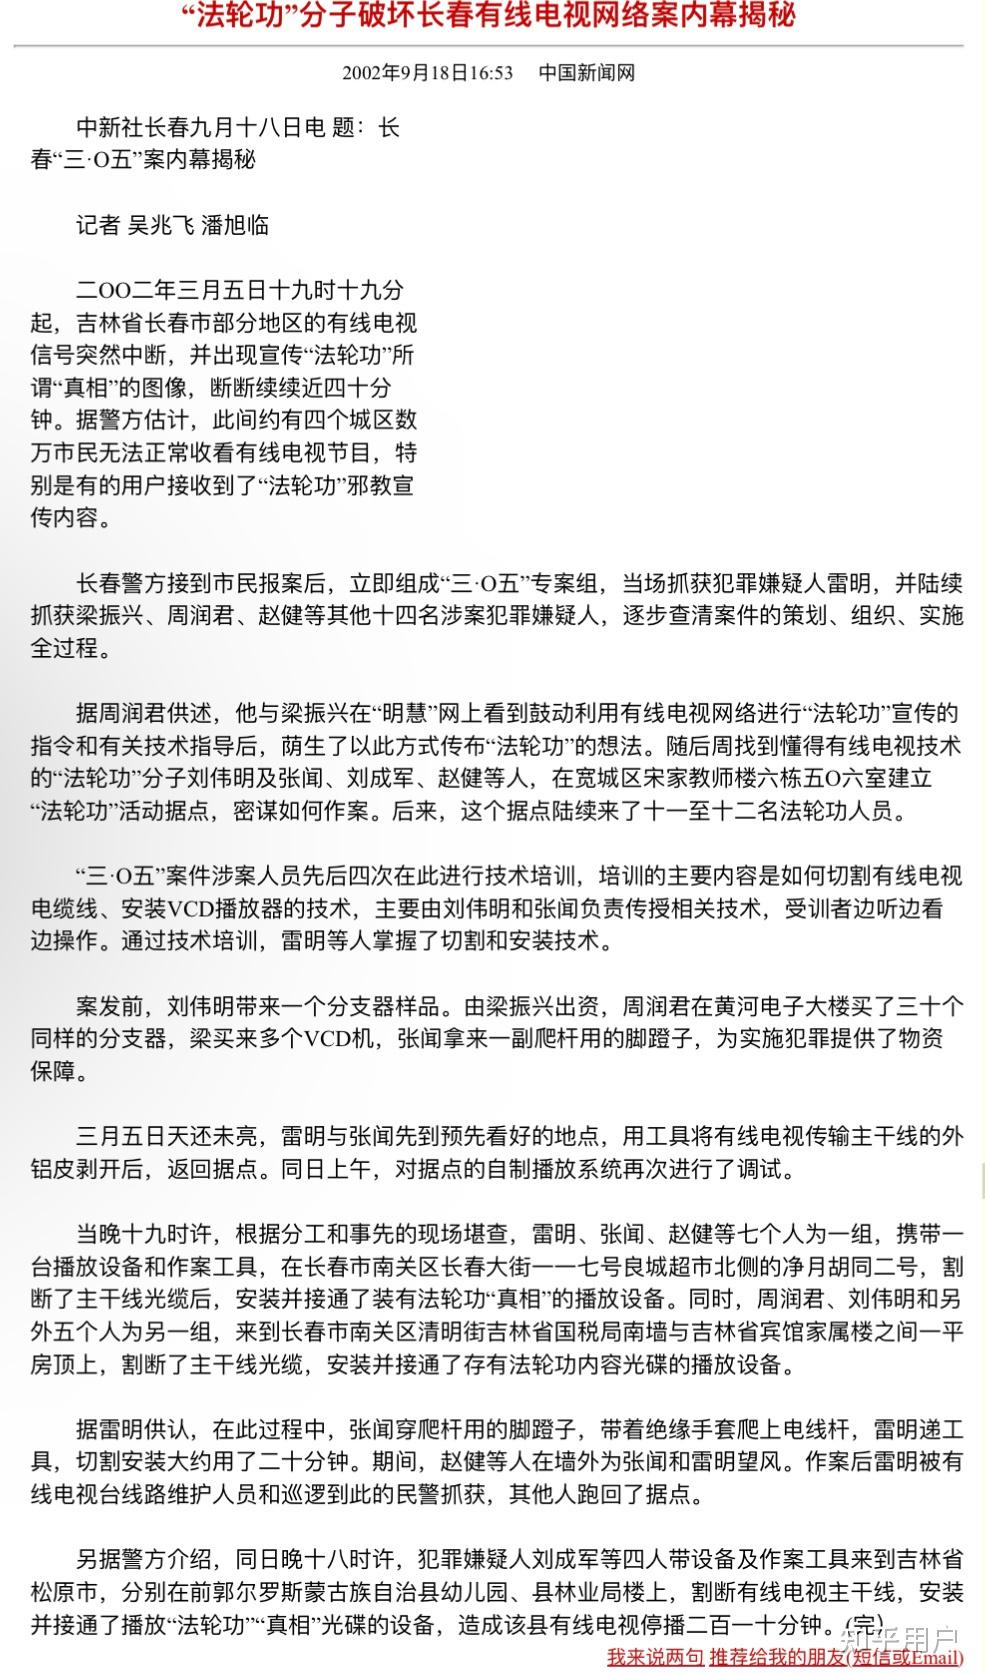 “法轮功”分子破坏长春有线电视网络案内幕揭秘
2002年9月18日16:53 中国新闻网
中新社长春九月十八日电 题：长
春“三·O五”案内幕揭秘
记者 吴兆飞 潘旭临
二OO二年三月五日十九时十九分
起，吉林省长春市部分地区的有线电视
信号突然中断，并出现宣传“法轮功”所
谓“真相”的图像，断断续续近四十分
钟。据警方估计，此间约有四个城区数
万市民无法正常收看有线电视节目，特
别是有的用户接收到了“法轮功”邪教宣
传内容。
长春警方接到市民报案后，立即组成“三·O五”专案组，当场抓获犯罪嫌疑人雷明，并陆续
抓获梁振兴、周润君、赵健等其他十四名涉案犯罪嫌疑人，逐步查清案件的策划、组织、实施
全过程。
据周润君供述，他与梁振兴在“明慧”网上看到鼓动利用有线电视网络进行“法轮功”宣传的
指令和有关技术指导后，荫生了以此方式传布“法轮功”的想法。随后周找到懂得有线电视技术
的“法轮功”分子刘伟明及张闻、刘成军、赵健等人，在宽城区宋家教师楼六栋五O六室建立
“法轮功”活动据点，密谋如何作案。后来，这个据点陆续来了十一至十二名法轮功人员。
“三·O五”案件涉案人员先后四次在此进行技术培训，培训的主要内容是如何切割有线电视
电缆线、安装VCD播放器的技术，主要由刘伟明和张闻负责传授相关技术，受训者边听边看
边操作。通过技术培训，雷明等人掌握了切割和安装技术。
案发前，刘伟明带来一个分支器样品。由梁振兴出资，周润君在黄河电子大楼买了三十个
同样的分支器，梁买来多个VCD机，张闻拿来一副爬杆用的脚蹬子，为实施犯罪提供了物资
保障。
三月五日天还未亮，雷明与张闻先到预先看好的地点，用工具将有线电视传输主干线的外
铝皮剥开后，返回据点。同日上午，对据点的自制播放系统再次进行了调试。
当晚十九时许，根据分工和事先的现场堪查，雷明、张闻、赵健等七个人为一组，携带一
台播放设备和作案工具，在长春市南关区长春大街一一七号良城超市北侧的净月胡同二号，割
断了主干线光缆后，安装并接通了装有法轮功“真相”的播放设备。同时，周润君、刘伟明和另
外五个人为另一组，来到长春市南关区清明街吉林省国税局南墙与吉林省宾馆家属楼之间一平
房顶上，割断了主干线光缆，安装并接通了存有法轮功内容光碟的播放设备。
据雷明供认，在此过程中，张闻穿爬杆用的脚蹬子，带着绝缘手套爬上电线杆，雷明递工
具，切割安装大约用了二十分钟。期间，赵健等人在墙外为张闻和雷明望风。作案后雷明被有
线电视台线路维护人员和巡逻到此的民警抓获，其他人跑回了据点。
另据警方介绍，同日晚十八时许，犯罪嫌疑人刘成军等四人带设备及作案工具来到吉林省
松原市，分别在前郭尔罗斯蒙古族自治县幼儿园、县林业局楼上，割断有线电视主干线，安装
并接通了播放“法轮功”“真相”光碟的设备，造成该县有线电视停播二百一十分钟。(完)
知乎用户
我来说两句 推荐给我的朋友(短信或Email)